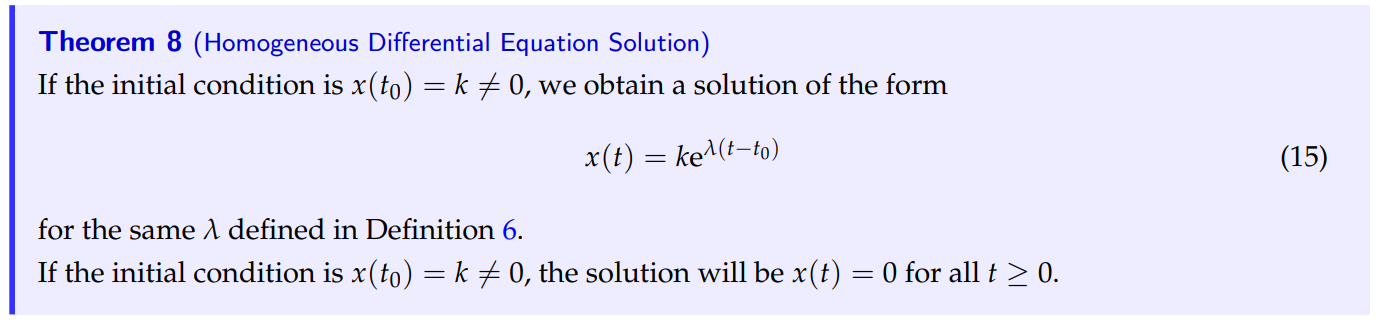 Theorem 8 (Homogeneous Differential Equation Solution)
If the initial condition is x(t₀) = k ≠ 0, we obtain a solution of the form
x(t) = ke^{λ(t−t₀)} (15)
for the same λ defined in Definition 6.
If the initial condition is x(t₀) = k ≠ 0, the solution will be x(t) = 0 for all t ≥ 0.